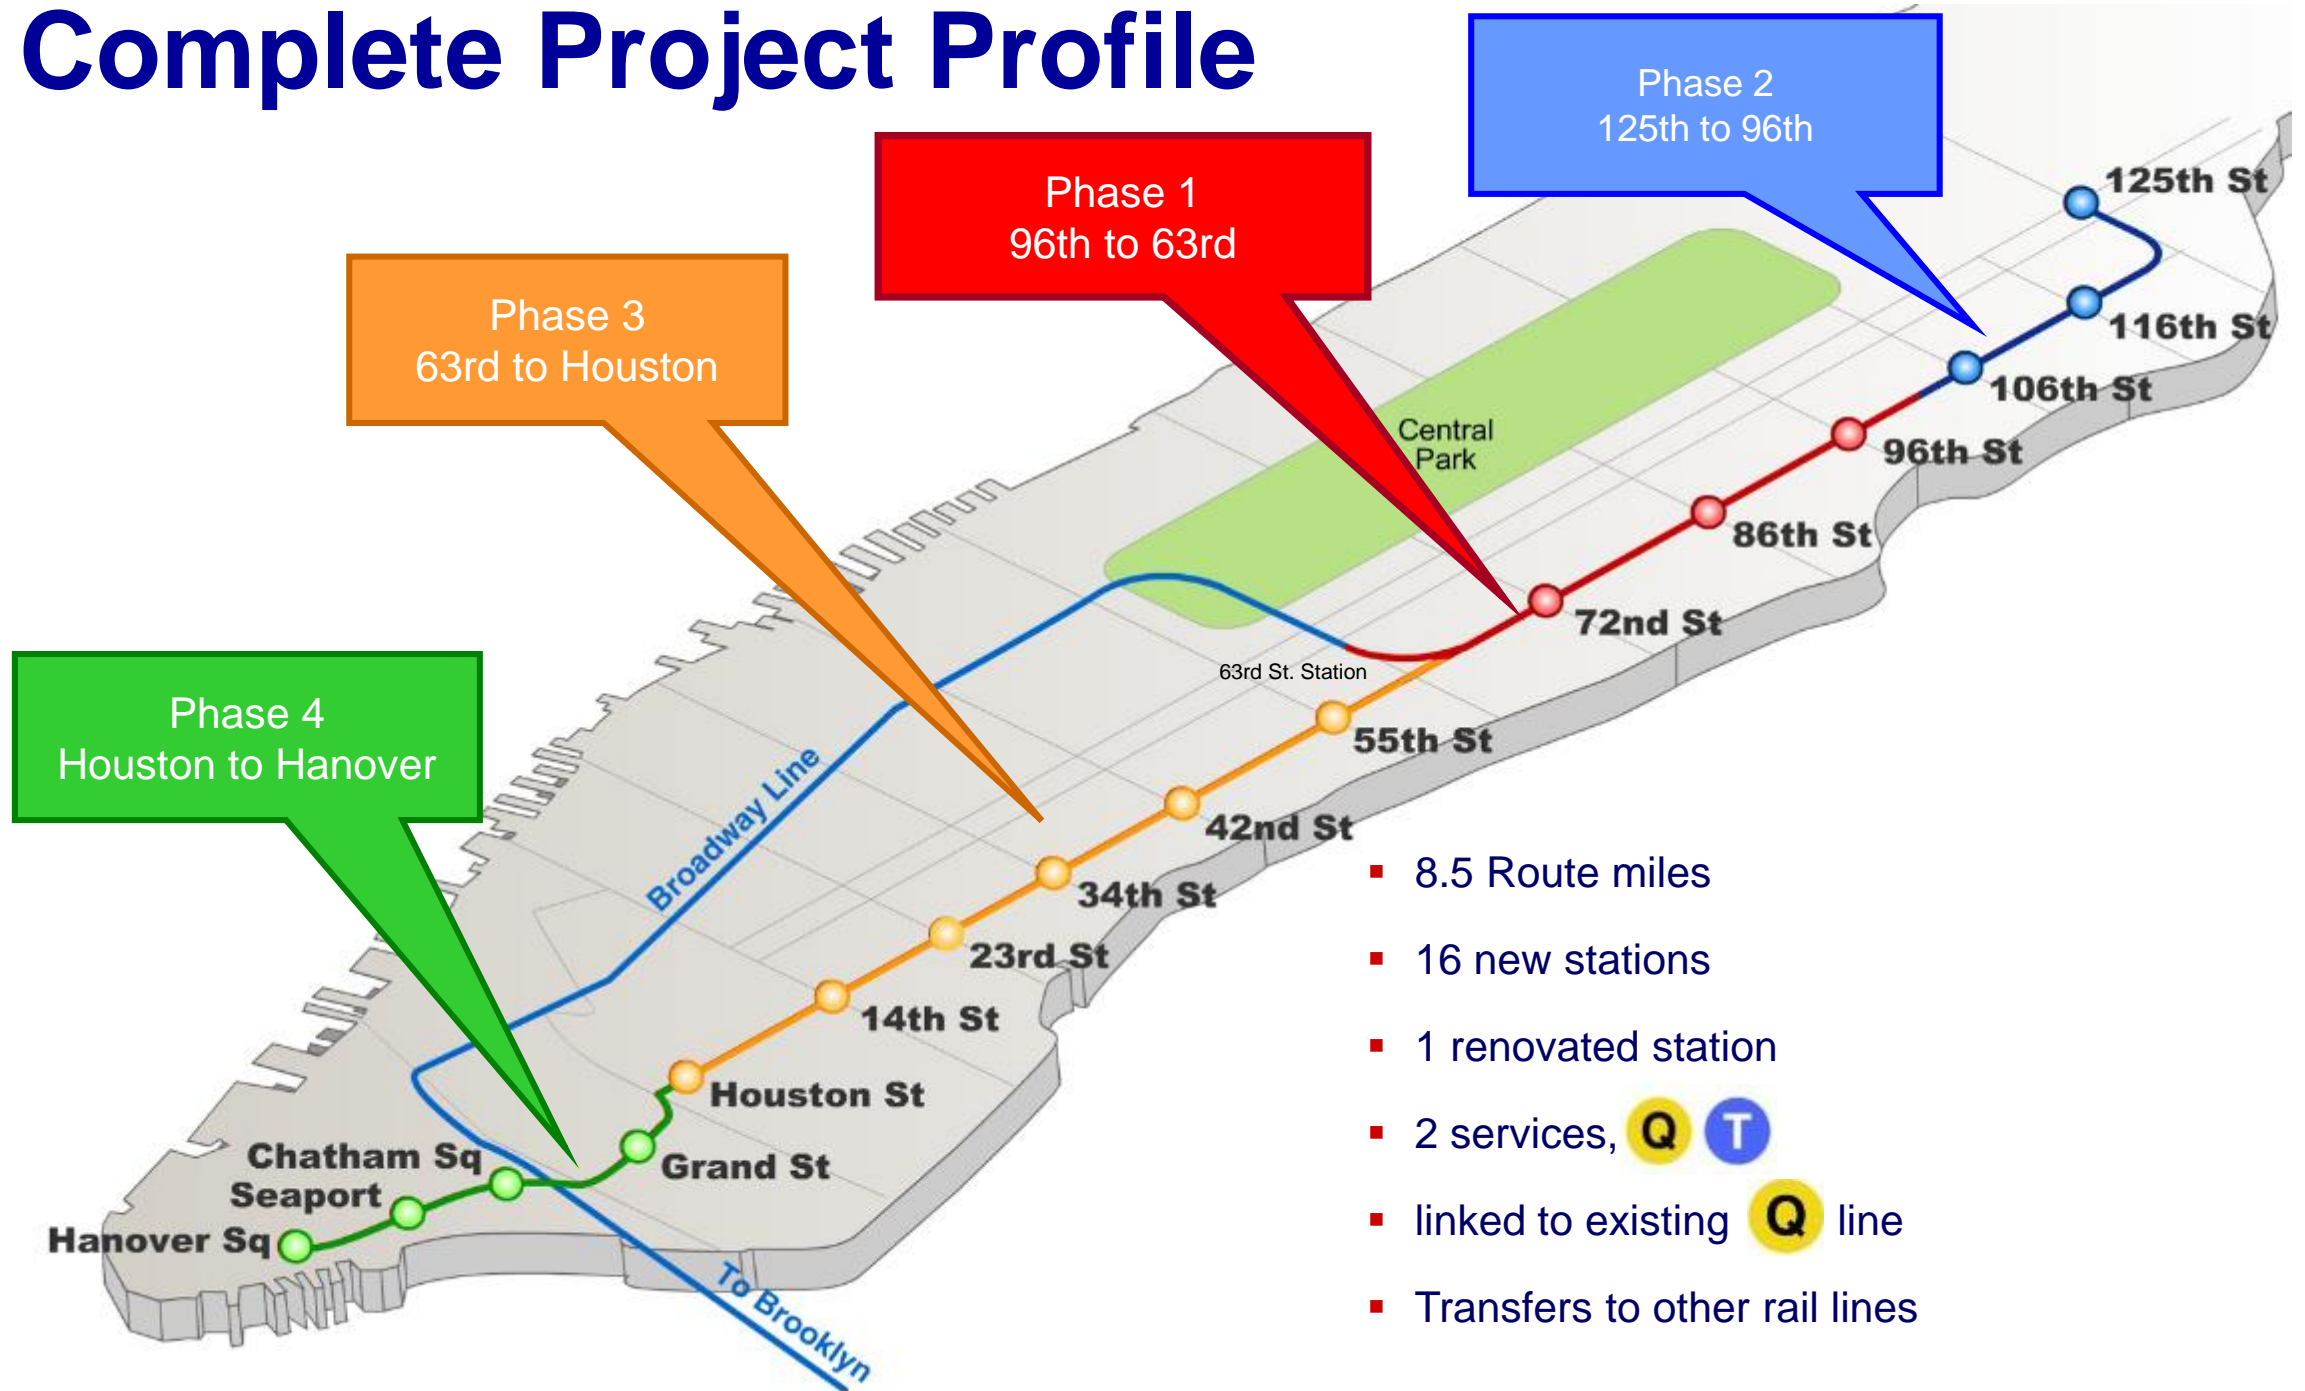 Complete Project Profile
Phase 2
125th to 96th
Phase 1
96th to 63rd
Phase 3
63rd to Houston
Phase 4
Houston to Hanover
125th St
116th St
106th St
96th St
86th St
72nd St
Central
Park
63rd St. Station
55th St
42nd St
34th St
23rd St
14th St
Houston St
Grand St
Chatham Sq
Seaport
Hanover Sq
Broadway Line
To Brooklyn
▪ 8.5 Route miles
▪ 16 new stations
▪ 1 renovated station
▪ 2 services, Q T
▪ linked to existing Q line
▪ Transfers to other rail lines